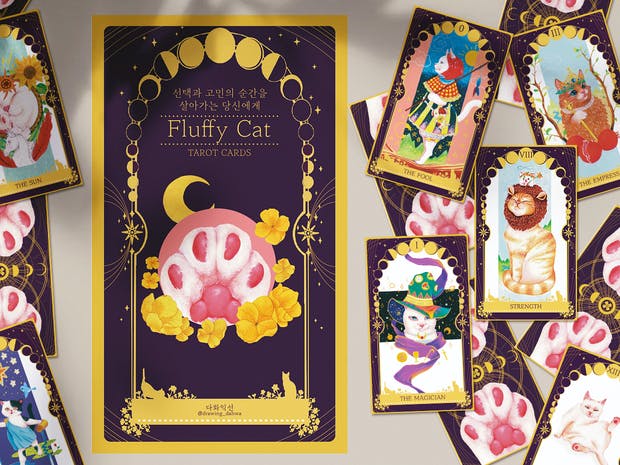 선택과 고민의 순간을
살아가는 당신에게
Fluffy Cat
TAROT CARDS
다화익선
@drawing_dahwa
THE SUN
0
THE FOOL
III
THE EMPRESS
VIII
STRENGTH
I
THE MAGICIAN